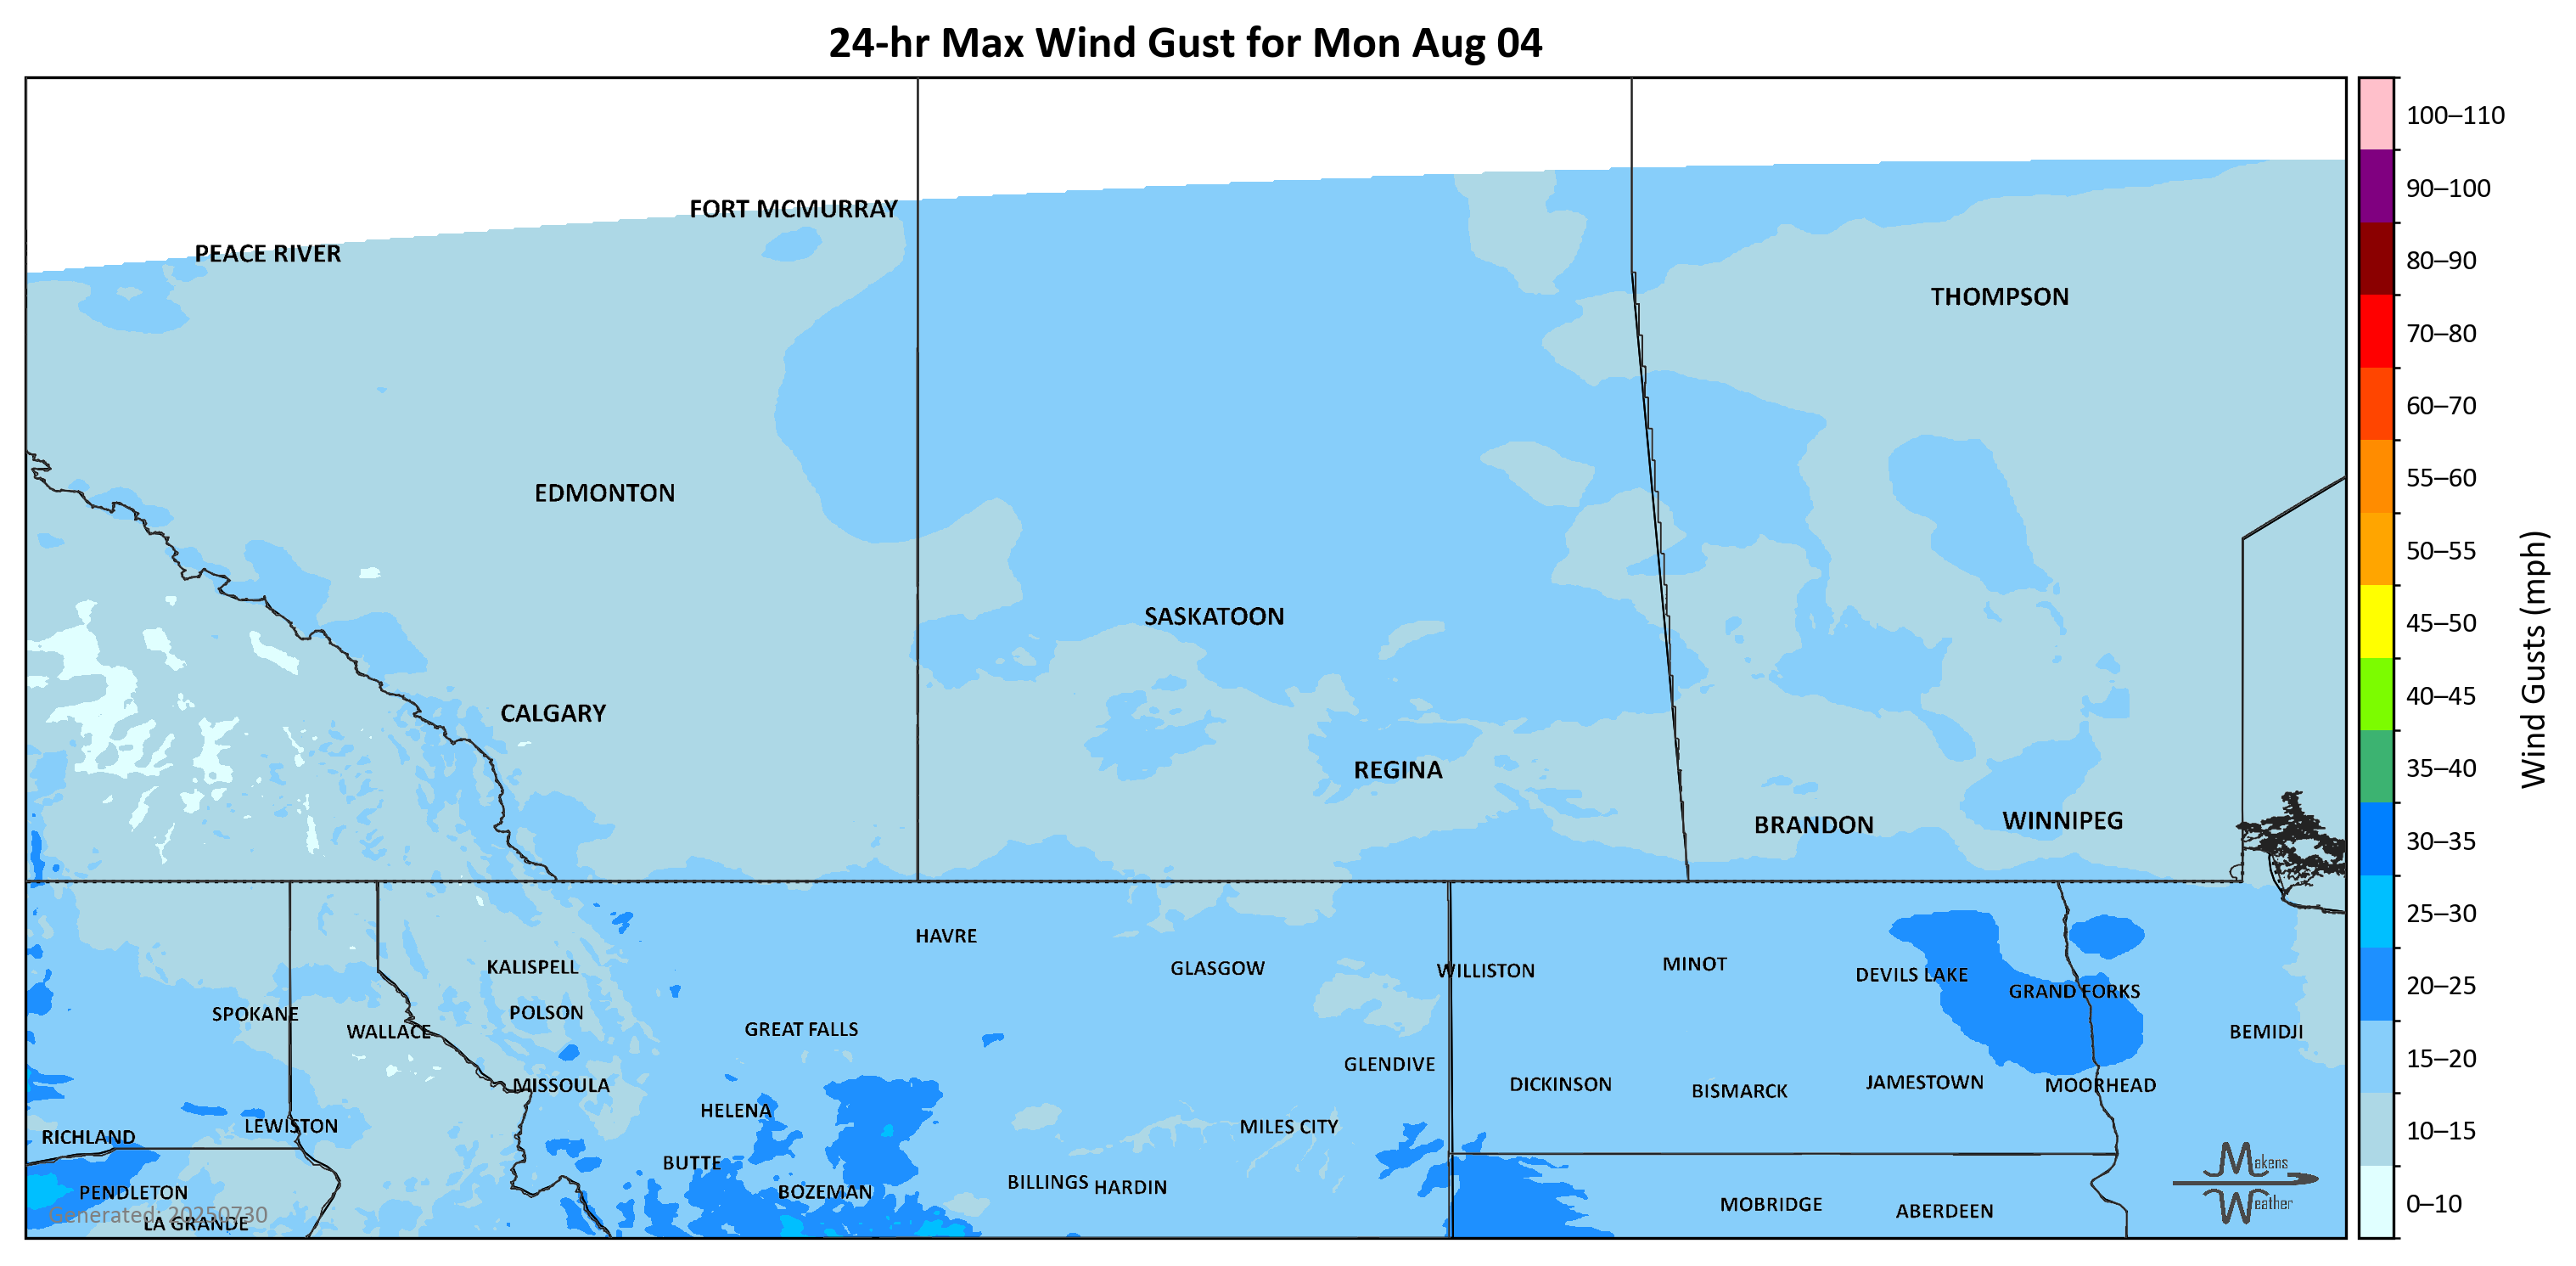 24-hr Max Wind Gust for Mon Aug 04
100–110
90–100
80–90
70–80
60–70
55–60
50–55
45–50
40–45
35–40
30–35
25–30
20–25
15–20
10–15
0–10
Wind Gusts (mph)
FORT MCMURRAY
PEACE RIVER
THOMPSON
EDMONTON
SASKATOON
CALGARY
REGINA
BRANDON
WINNIPEG
HAVRE
KALISPELL
GLASGOW
WILLISTON
MINOT
DEVILS LAKE
GRAND FORKS
SPOKANE
POLSON
WALLACE
GREAT FALLS
BEMIDJI
GLENDIVE
MISSOULA
DICKINSON
BISMARCK
JAMESTOWN
MOORHEAD
HELENA
LEWISTON
MILES CITY
RICHLAND
BUTTE
BILLINGS
HARDIN
PENDLETON
BOZEMAN
MOBRIDGE
ABERDEEN
Generated: 20250730
LA GRANDE
Makens
Weather